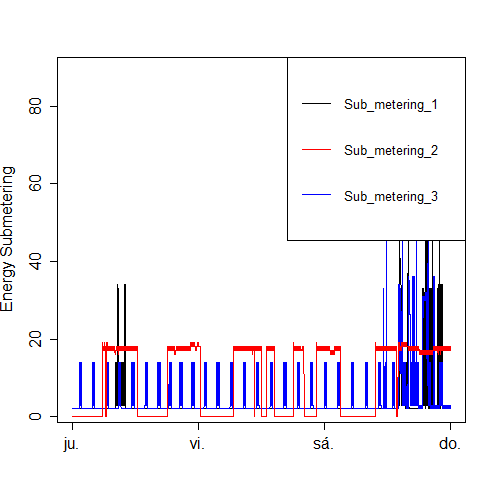 Energy Submetering
80
60
40
20
0
Sub_metering_1
Sub_metering_2
Sub_metering_3
ju.
vi.
sá.
do.